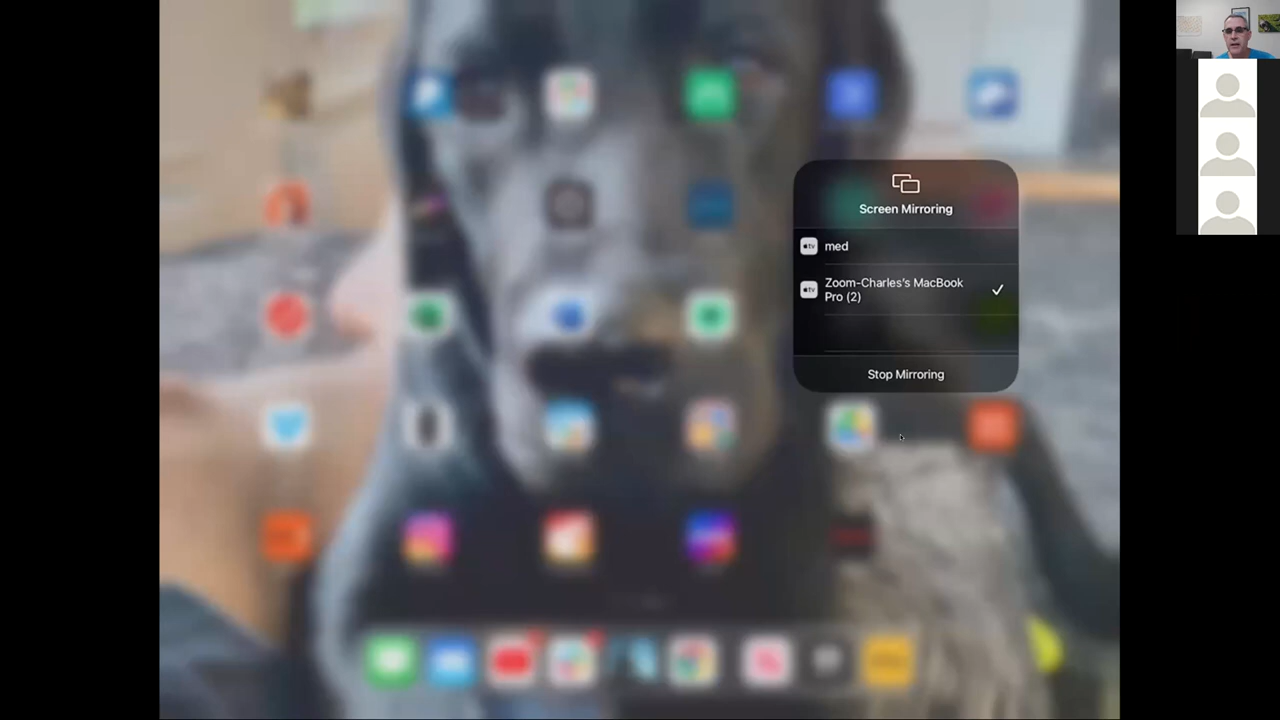 Screen Mirroring
med
Zoom-Charles's MacBook
Pro (2)
Stop Mirroring